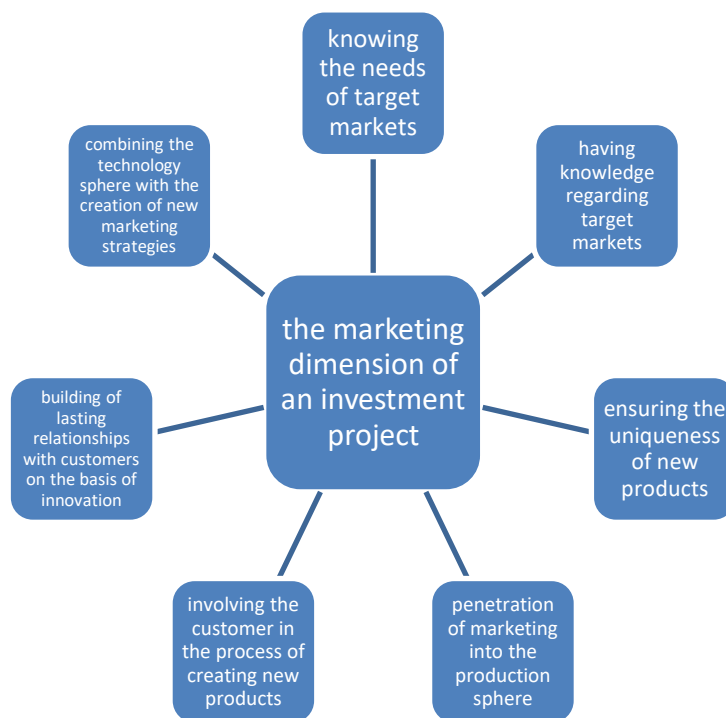 knowing
the needs
of target
markets
having
knowledge
regarding
target
markets
ensuring the
uniqueness
of new
products
penetration
of marketing
into the
production
sphere
involving the
customer in
the process of
creating new
products
building of
lasting
relationships
with customers
on the basis of
innovation
combining the
technology
sphere with the
creation of new
marketing
strategies
the marketing
dimension of
an investment
project